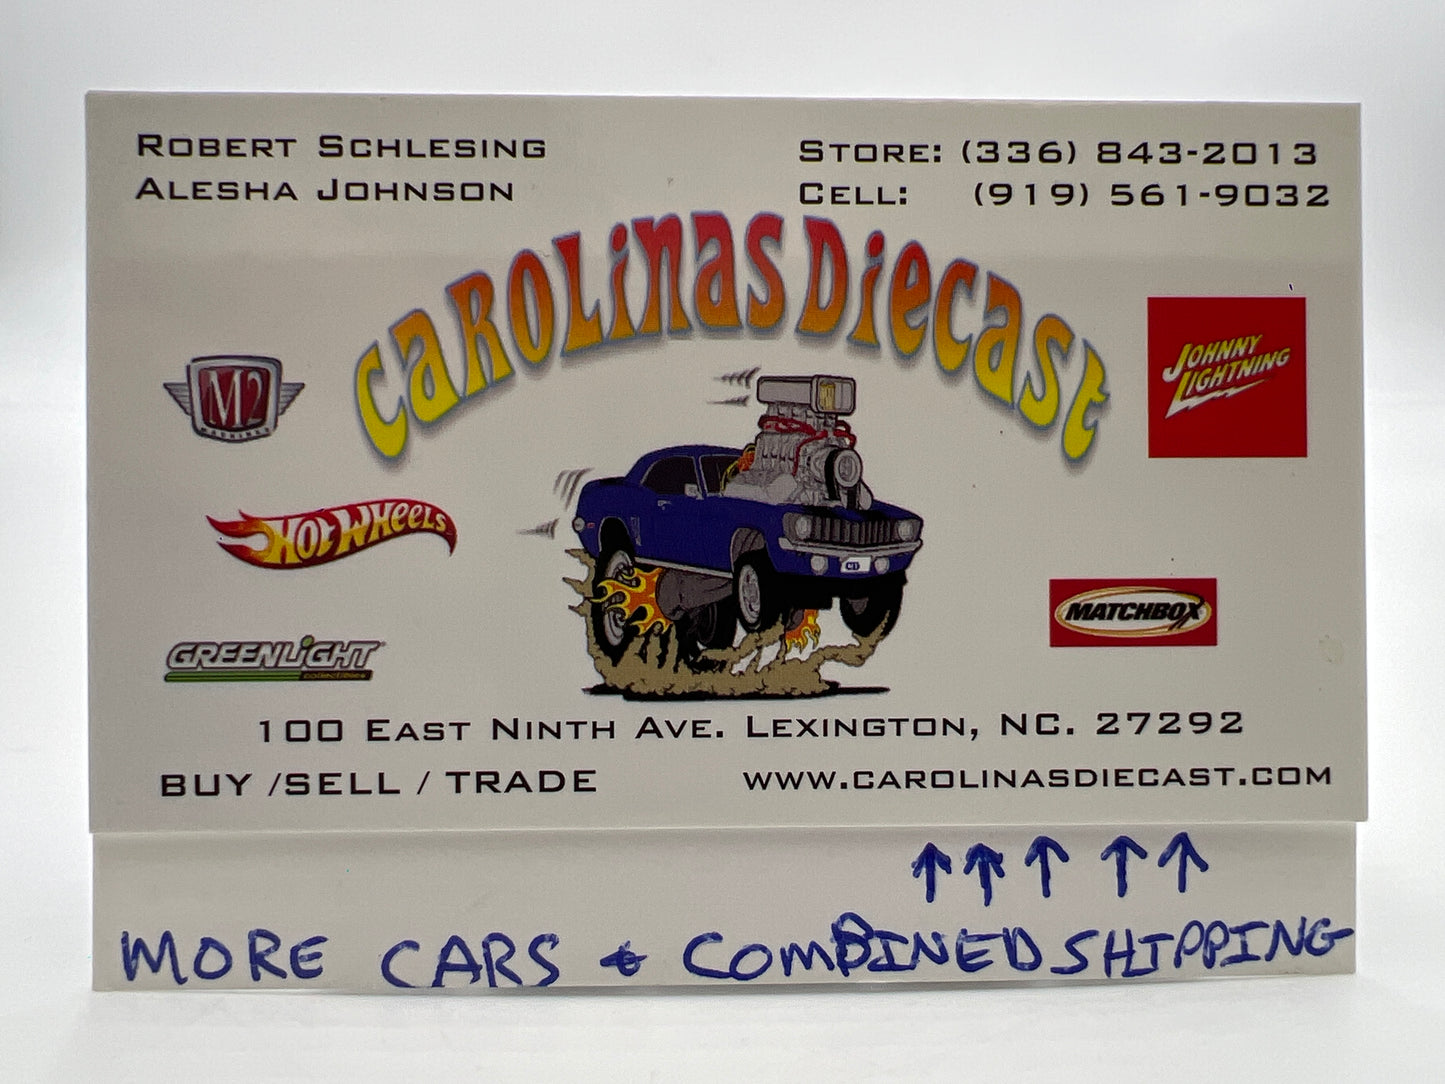 Robert Schlesing
Alesha Johnson
Store: (336) 843-2013
Cell: (919) 561-9032
Carolinas Diecast
M2
MACHINES
Johnny
Lightning
Hot Wheels
MATCHBOX
GREENLIGHT
collectibles
100 East Ninth Ave. Lexington, NC. 27292
BUY /SELL / TRADE
www.carolinasdiecast.com
↑ ↑ ↑ ↑ ↑
MORE CARS & COMBINED SHIPPING